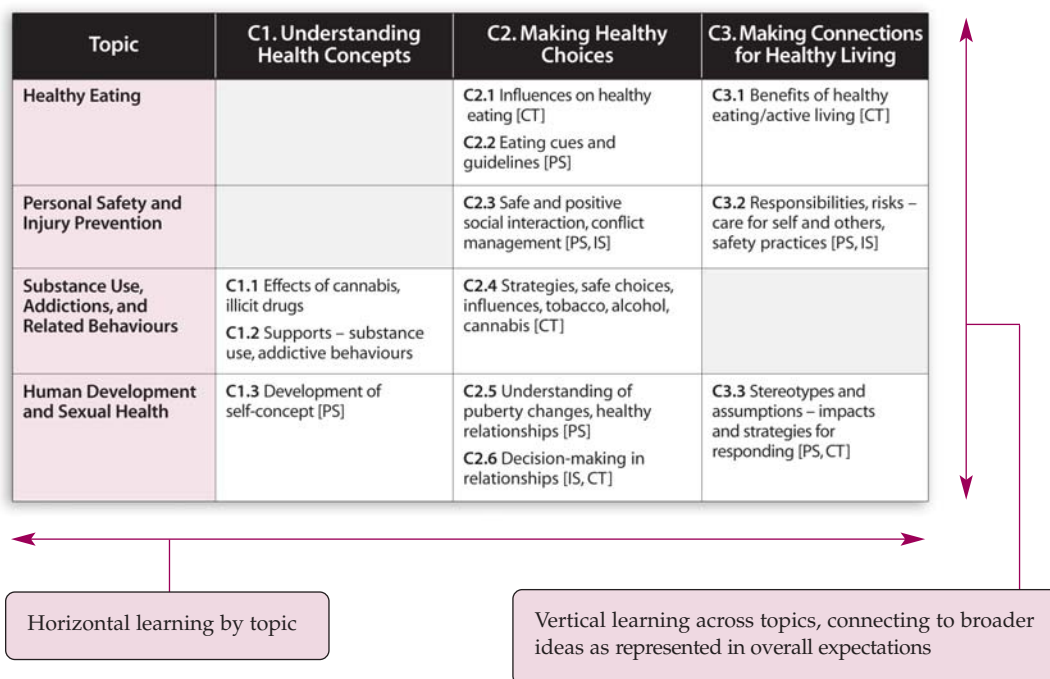 Topic
C1. Understanding
Health Concepts
C2. Making Healthy
Choices
C3. Making Connections
for Healthy Living
Healthy Eating
C2.1 Influences on healthy
eating [CT]
C2.2 Eating cues and
guidelines [PS]
C3.1 Benefits of healthy
eating/active living [CT]
Personal Safety and
Injury Prevention
C2.3 Safe and positive
social interaction, conflict
management [PS, IS]
C3.2 Responsibilities, risks –
care for self and others,
safety practices [PS, IS]
Substance Use,
Addictions, and
Related Behaviours
C1.1 Effects of cannabis,
illicit drugs
C1.2 Supports – substance
use, addictive behaviours
C2.4 Strategies, safe choices,
influences, tobacco, alcohol,
cannabis [CT]
Human Development
and Sexual Health
C1.3 Development of
self-concept [PS]
C2.5 Understanding of
puberty changes, healthy
relationships [PS]
C2.6 Decision-making in
relationships [IS, CT]
C3.3 Stereotypes and
assumptions – impacts
and strategies for
responding [PS, CT]
Horizontal learning by topic
Vertical learning across topics, connecting to broader
ideas as represented in overall expectations